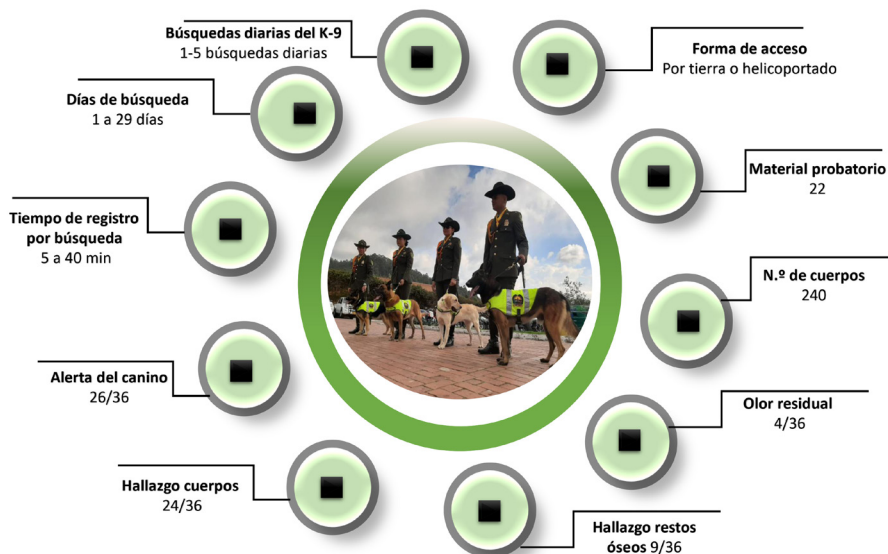 Búsquedas diarias del K-9
1-5 búsquedas diarias
Forma de acceso
Por tierra o helicoportado
Días de búsqueda
1 a 29 días
Material probatorio
22
Tiempo de registro
por búsqueda
5 a 40 min
N.º de cuerpos
240
Alerta del canino
26/36
Olor residual
4/36
Hallazgo cuerpos
24/36
Hallazgo restos
óseos 9/36